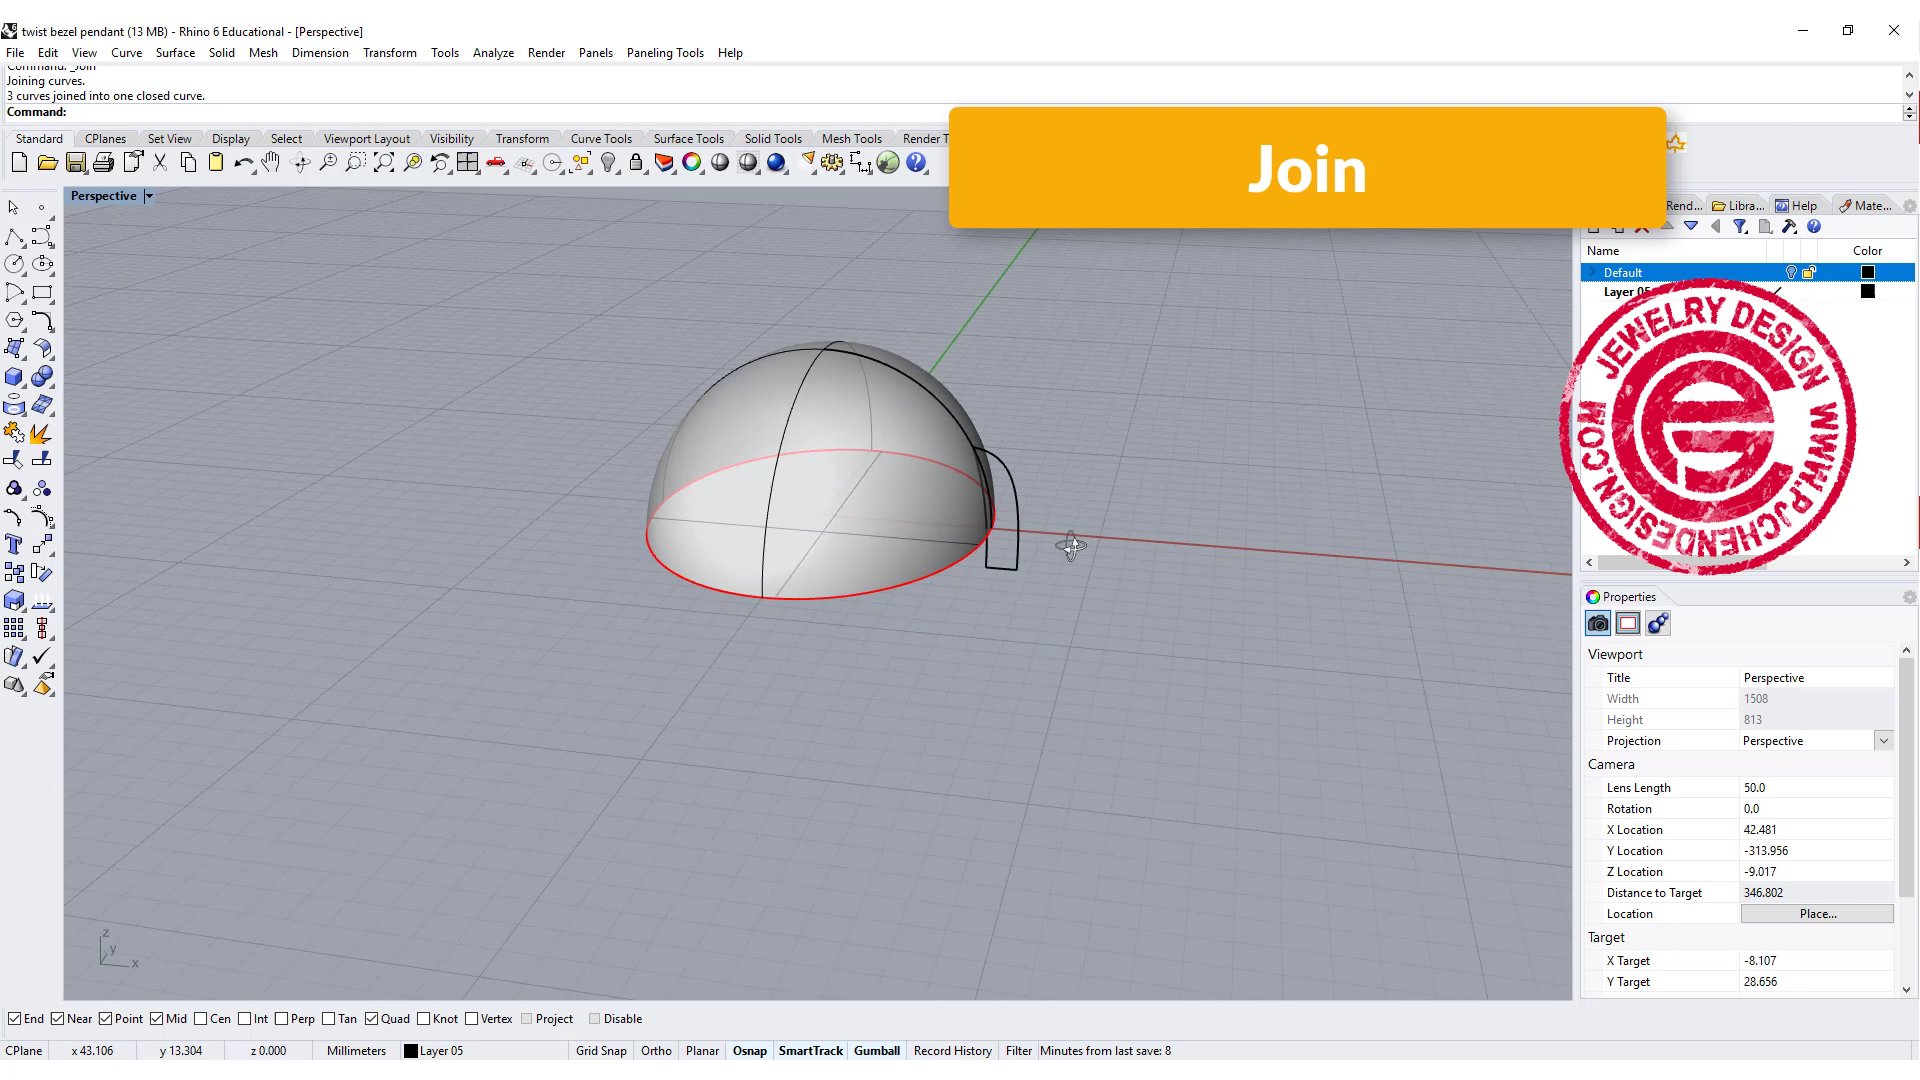 twist bezel pendant (13 MB) - Rhino 6 Educational - [Perspective]
File Edit View Curve Surface Solid Mesh Dimension Transform Tools Analyze Render Panels Paneling Tools Help
Command: _Join
Joining curves.
3 curves joined into one closed curve.
Command:
Join
Standard CPlanes Set View Display Select Viewport Layout Visibility Transform Curve Tools Surface Tools Solid Tools Mesh Tools Render T
Perspective
Rend... Libra... Help Mate...
Name Color
Default
Layer 05
JEWELRY DESIGN WWW.PJCHENDESIGN.COM
Properties
Viewport
Title Perspective
Width 1508
Height 813
Projection Perspective
Camera
Lens Length 50.0
Rotation 0.0
X Location 42.481
Y Location -313.956
Z Location -9.017
Distance to Target 346.802
Location Place...
Target
X Target -8.107
Y Target 28.656
z
y
x
End Near Point Mid Cen Int Perp Tan Quad Knot Vertex Project Disable
CPlane x 43.106 y 13.304 z 0.000 Millimeters Layer 05 Grid Snap Ortho Planar Osnap SmartTrack Gumball Record History Filter Minutes from last save: 8